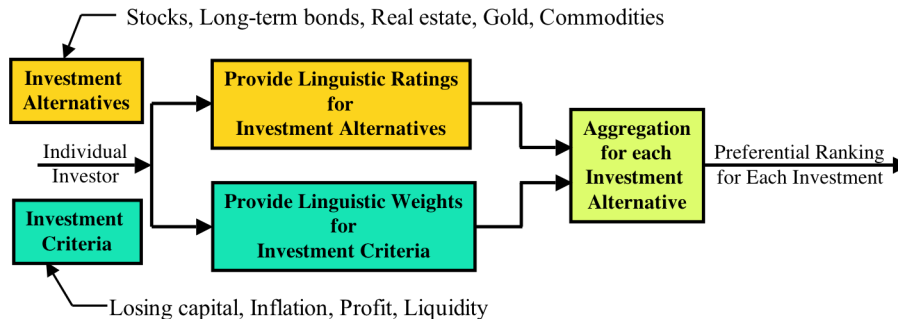 Stocks, Long-term bonds, Real estate, Gold, Commodities
Investment
Alternatives
Provide Linguistic Ratings
for
Investment Alternatives
Individual
Investor
Aggregation
for each
Investment
Alternative
Preferential Ranking
for Each Investment
Investment
Criteria
Provide Linguistic Weights
for
Investment Criteria
Losing capital, Inflation, Profit, Liquidity